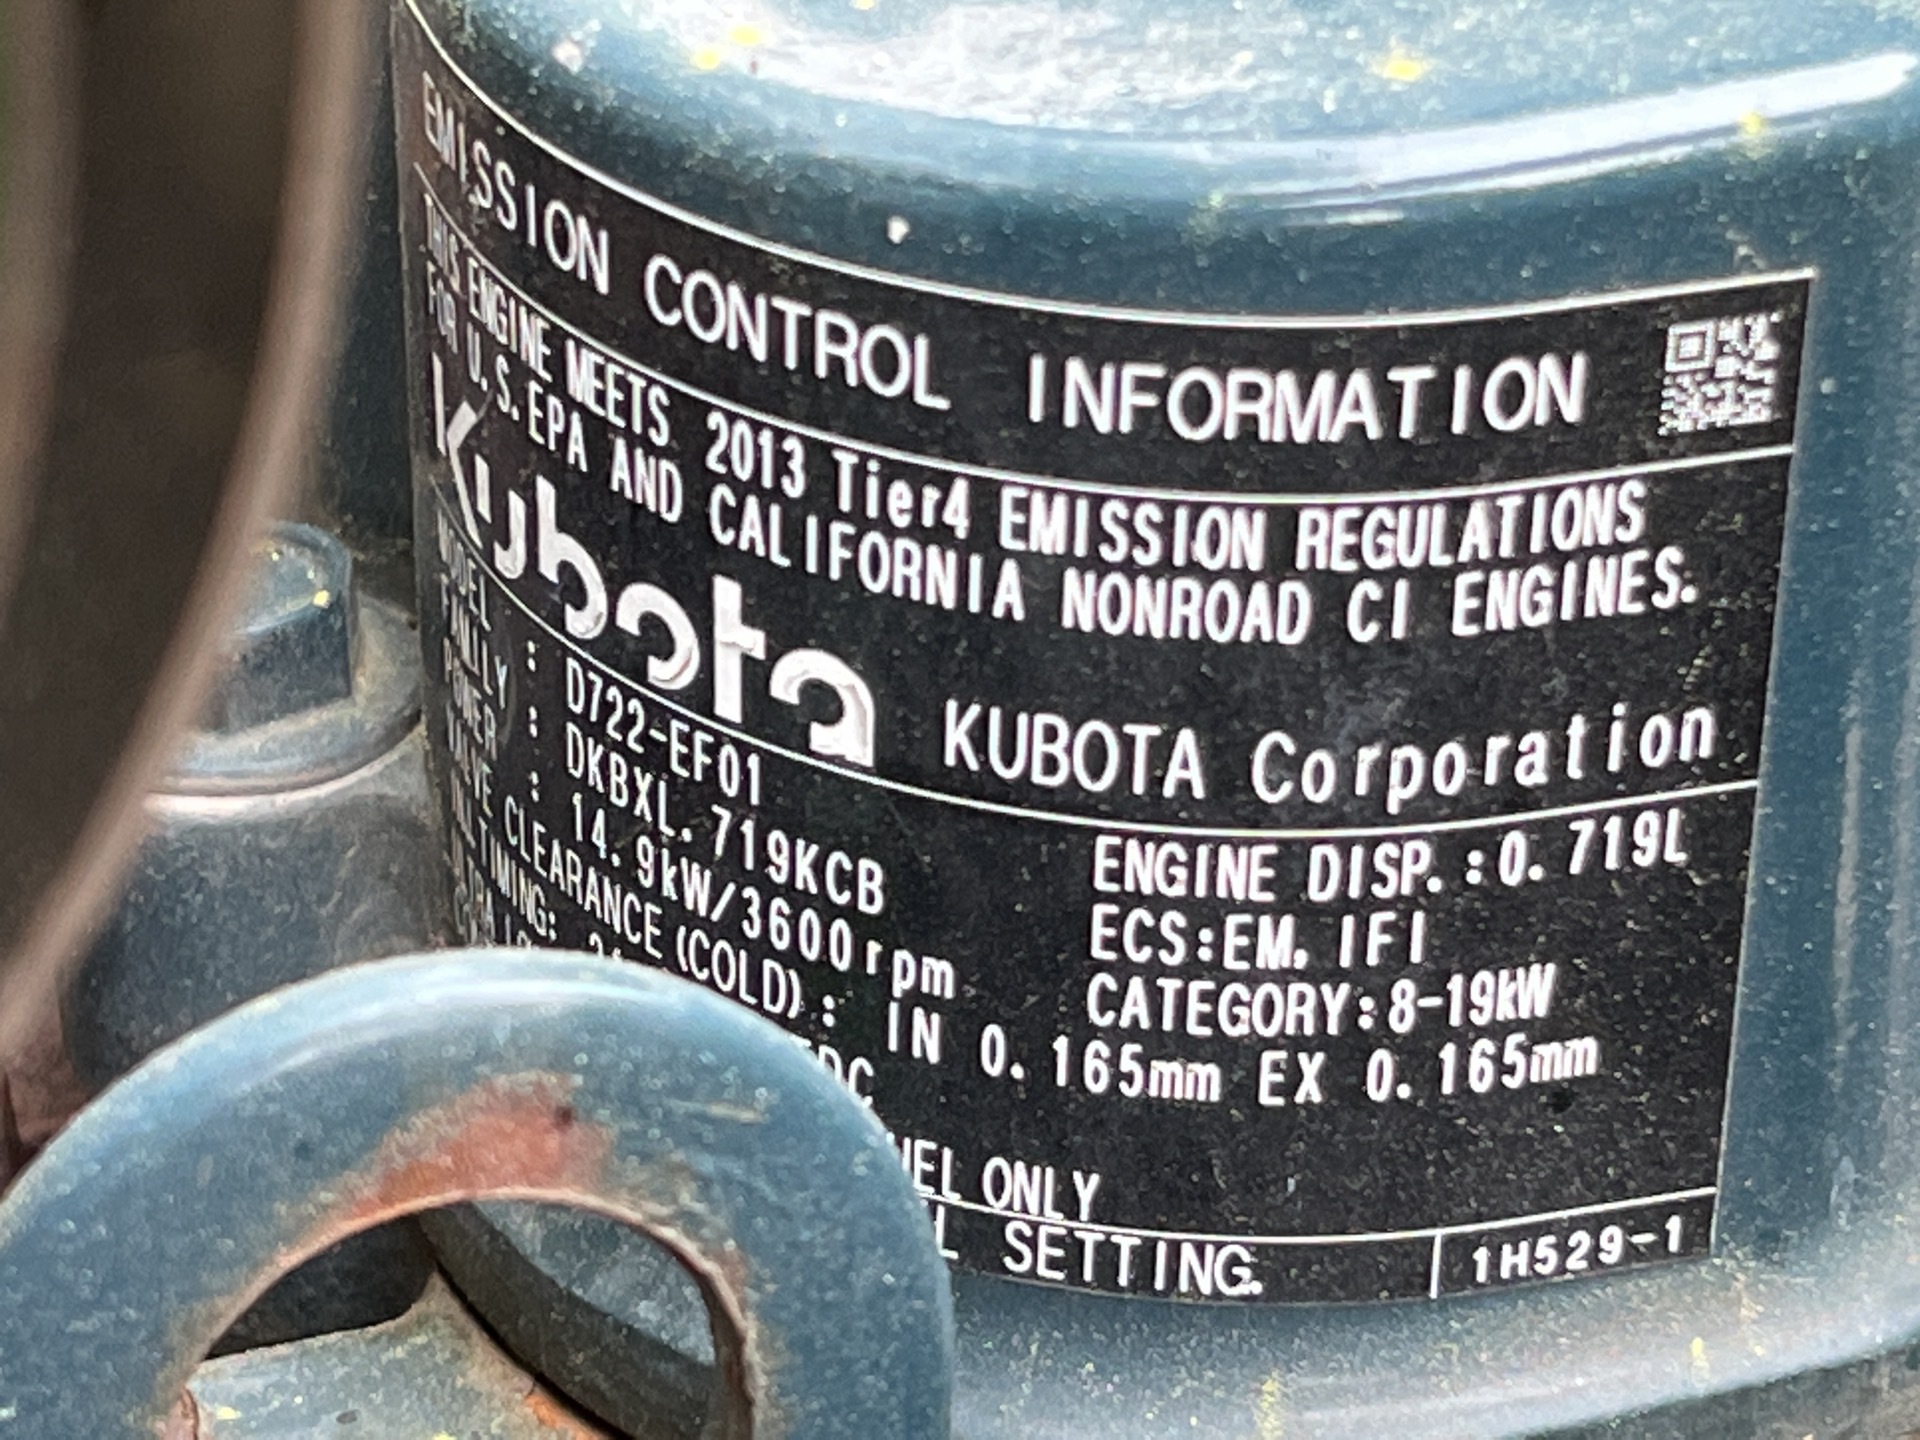 EMISSION CONTROL INFORMATION
THIS ENGINE MEETS 2013 Tier4 EMISSION REGULATIONS
FOR U.S.EPA AND CALIFORNIA NONROAD CI ENGINES.
Kubota KUBOTA Corporation
MODEL : D722-EF01 ENGINE DISP.:0.719L
FAMILY : DKBXL.719KCB ECS:EM, IFI
POWER : 14.9kW/3600rpm CATEGORY:8-19kW
VALVE CLEARANCE (COLD): IN 0.165mm EX 0.165mm
TIMING:
ONLY
SETTING. 1H529-1